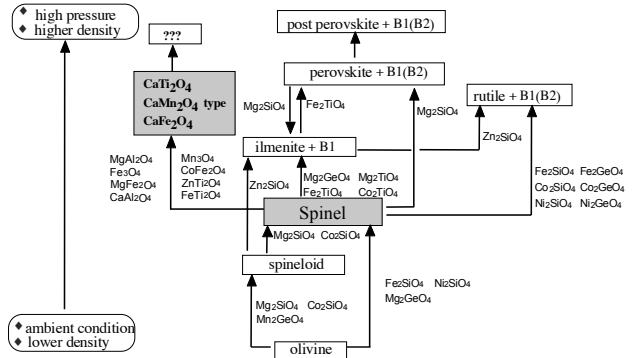 ◆ high pressure
◆ higher density
???
post perovskite + B1(B2)
perovskite + B1(B2)
rutile + B1(B2)
CaTi2O4
CaMn2O4 type
CaFe2O4
Mg2SiO4
Fe2TiO4
Mg2SiO4
Zn2SiO4
ilmenite + B1
MgAl2O4
Fe3O4
MgFe2O4
CaAl2O4
Mn3O4
CoFe2O4
ZnTi2O4
FeTi2O4
Zn2SiO4
Mg2GeO4 Mg2TiO4
Fe2TiO4 Co2TiO4
Fe2SiO4 Fe2GeO4
Co2SiO4 Co2GeO4
Ni2SiO4 Ni2GeO4
Spinel
Mg2SiO4 Co2SiO4
spineloid
Fe2SiO4 Ni2SiO4
Mg2GeO4
Mg2SiO4 Co2SiO4
Mn2GeO4
olivine
◆ ambient condition
◆ lower density